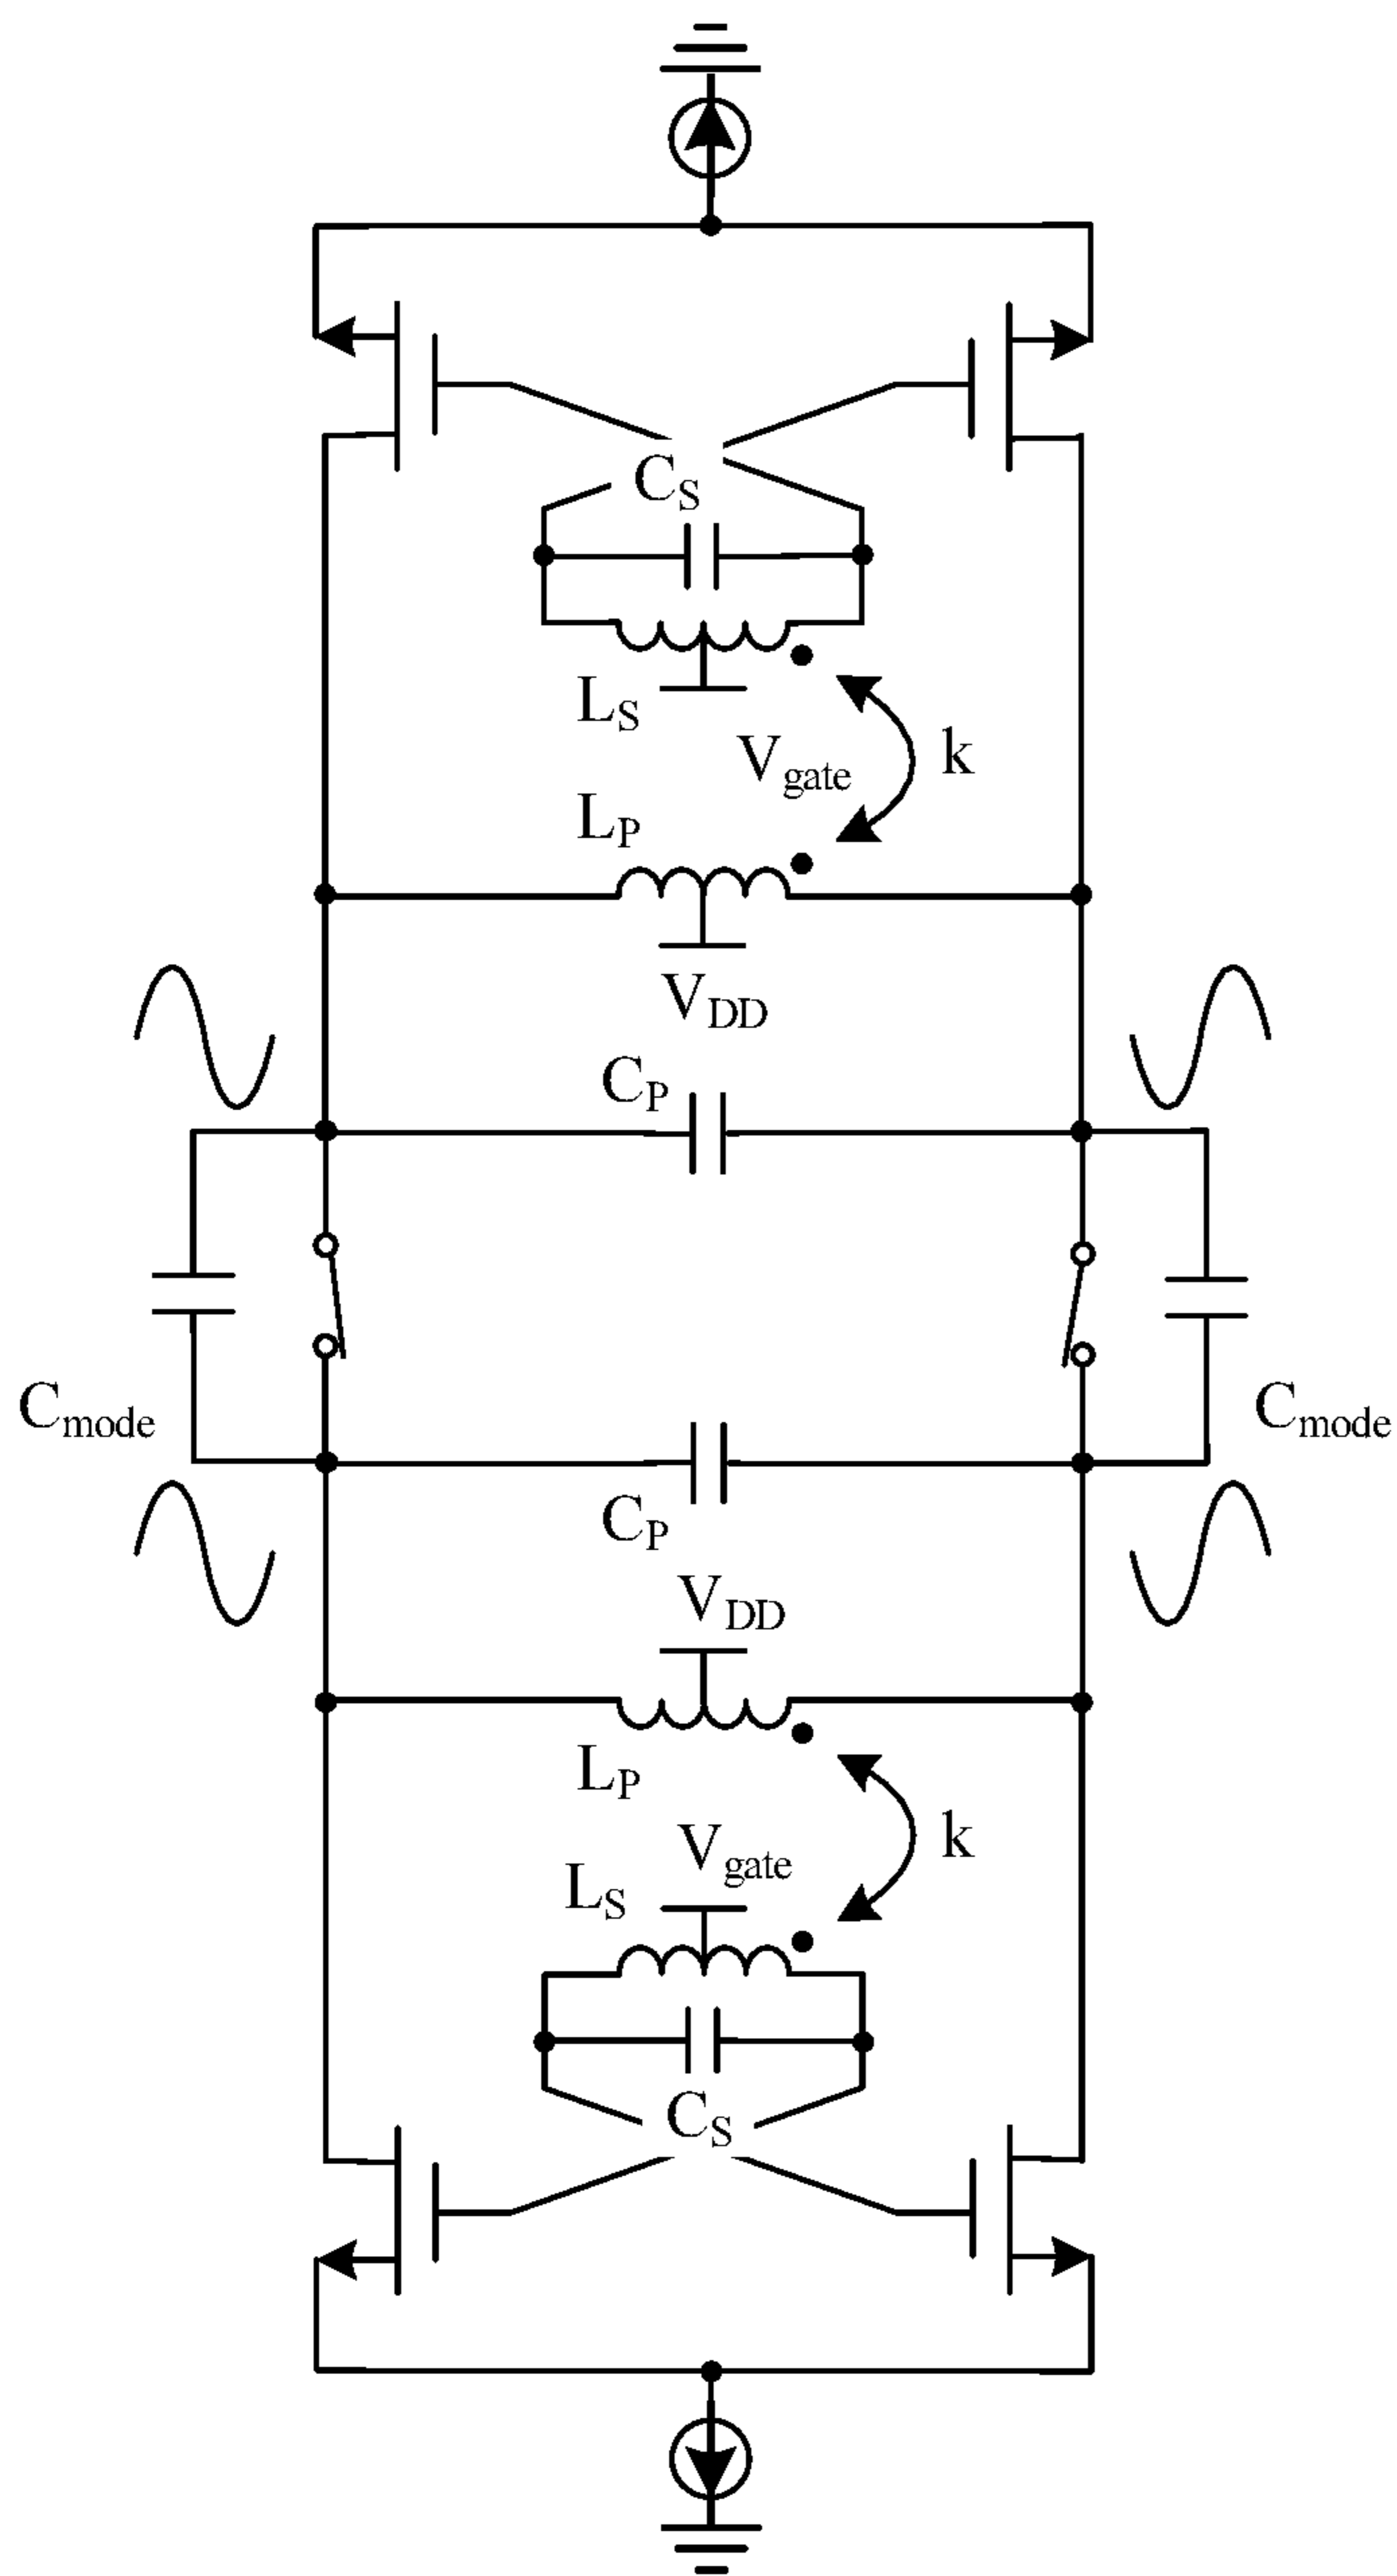 C_S
L_S
V_gate
k
L_P
V_DD
C_P
C_mode
C_mode
C_P
V_DD
L_P
k
V_gate
L_S
C_S